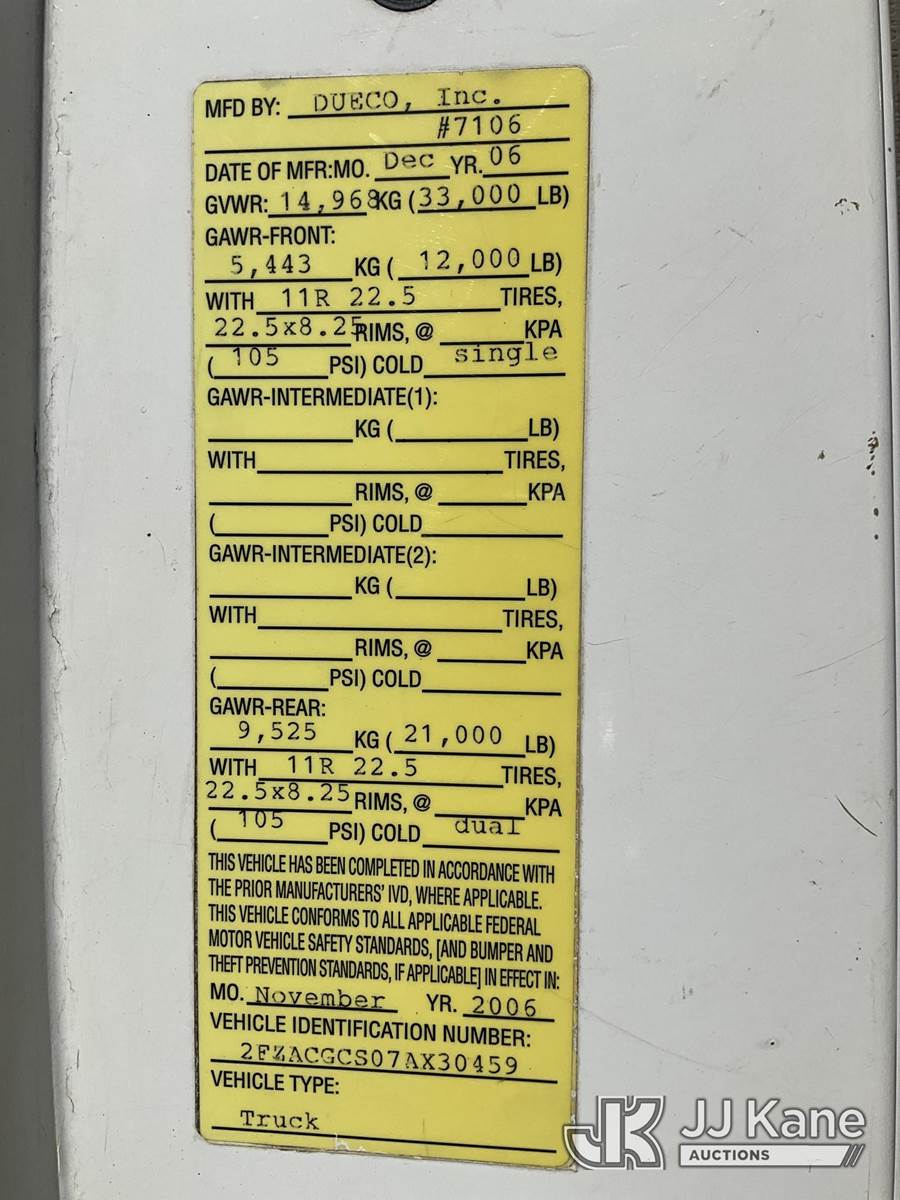 MFD BY: DUECO, Inc.
#7106
DATE OF MFR:MO. Dec YR. 06
GVWR: 14,968 KG (33,000 LB)
GAWR-FRONT:
5,443 KG ( 12,000 LB)
WITH 11R 22.5 TIRES,
22.5x8.25 RIMS, @ KPA
( 105 PSI) COLD single
GAWR-INTERMEDIATE(1):
KG ( LB)
WITH TIRES,
RIMS, @ KPA
( PSI) COLD
GAWR-INTERMEDIATE(2):
KG ( LB)
WITH TIRES,
RIMS, @ KPA
( PSI) COLD
GAWR-REAR:
9,525 KG ( 21,000 LB)
WITH 11R 22.5 TIRES,
22.5x8.25 RIMS, @ KPA
( 105 PSI) COLD dual
THIS VEHICLE HAS BEEN COMPLETED IN ACCORDANCE WITH
THE PRIOR MANUFACTURERS' IVD, WHERE APPLICABLE.
THIS VEHICLE CONFORMS TO ALL APPLICABLE FEDERAL
MOTOR VEHICLE SAFETY STANDARDS, [AND BUMPER AND
THEFT PREVENTION STANDARDS, IF APPLICABLE] IN EFFECT IN:
MO. November YR. 2006
VEHICLE IDENTIFICATION NUMBER:
2FZACGCS07AX30459
VEHICLE TYPE:
Truck
JK JJ Kane
AUCTIONS